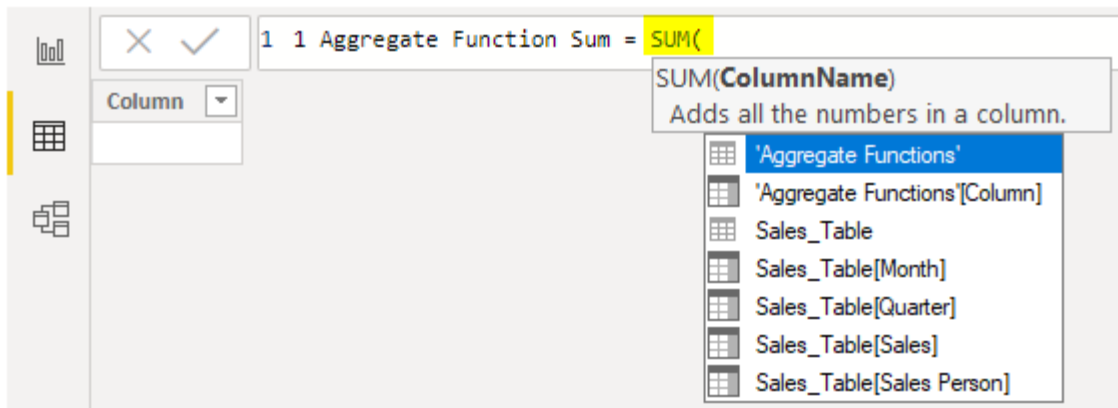 1 1 Aggregate Function Sum = SUM(
SUM(ColumnName)
Adds all the numbers in a column.
Column
'Aggregate Functions'
'Aggregate Functions'[Column]
Sales_Table
Sales_Table[Month]
Sales_Table[Quarter]
Sales_Table[Sales]
Sales_Table[Sales Person]